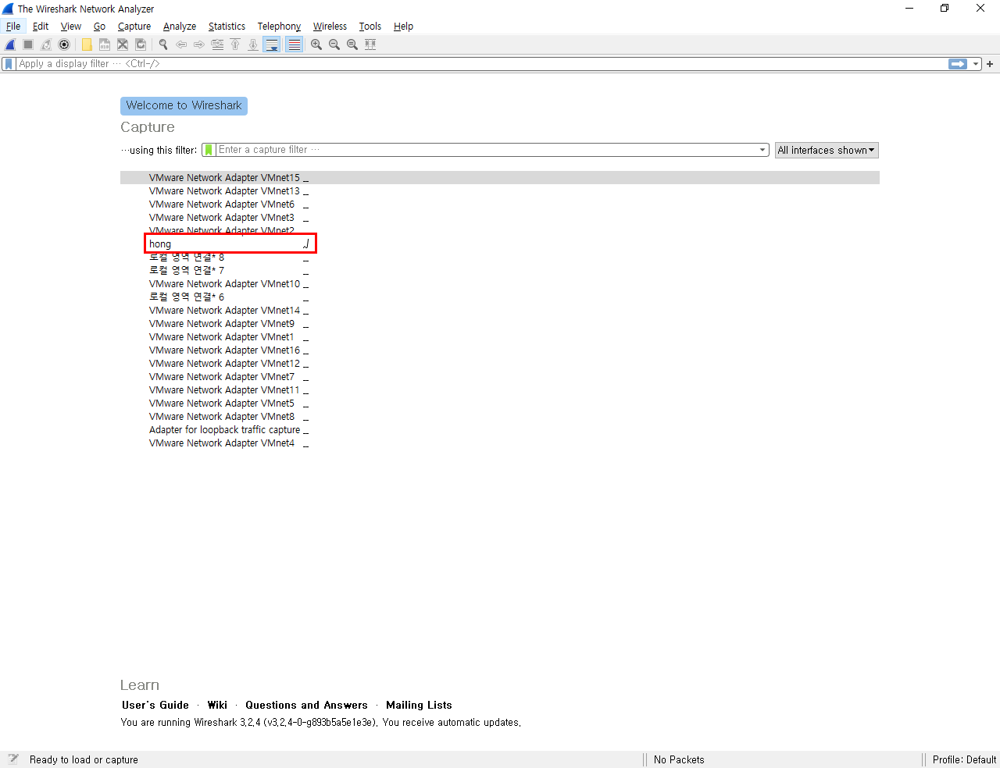 The Wireshark Network Analyzer
File Edit View Go Capture Analyze Statistics Telephony Wireless Tools Help
Apply a display filter … <Ctrl-/>
Welcome to Wireshark
Capture
…using this filter: Enter a capture filter … All interfaces shown
VMware Network Adapter VMnet15
VMware Network Adapter VMnet13
VMware Network Adapter VMnet6
VMware Network Adapter VMnet3
VMware Network Adapter VMnet2
hong
로컬 영역 연결* 8
로컬 영역 연결* 7
VMware Network Adapter VMnet10
로컬 영역 연결* 6
VMware Network Adapter VMnet14
VMware Network Adapter VMnet9
VMware Network Adapter VMnet1
VMware Network Adapter VMnet16
VMware Network Adapter VMnet12
VMware Network Adapter VMnet7
VMware Network Adapter VMnet11
VMware Network Adapter VMnet5
VMware Network Adapter VMnet8
Adapter for loopback traffic capture
VMware Network Adapter VMnet4
Learn
User's Guide · Wiki · Questions and Answers · Mailing Lists
You are running Wireshark 3.2.4 (v3.2.4-0-g893b5a5e1e3e). You receive automatic updates.
Ready to load or capture
No Packets
Profile: Default